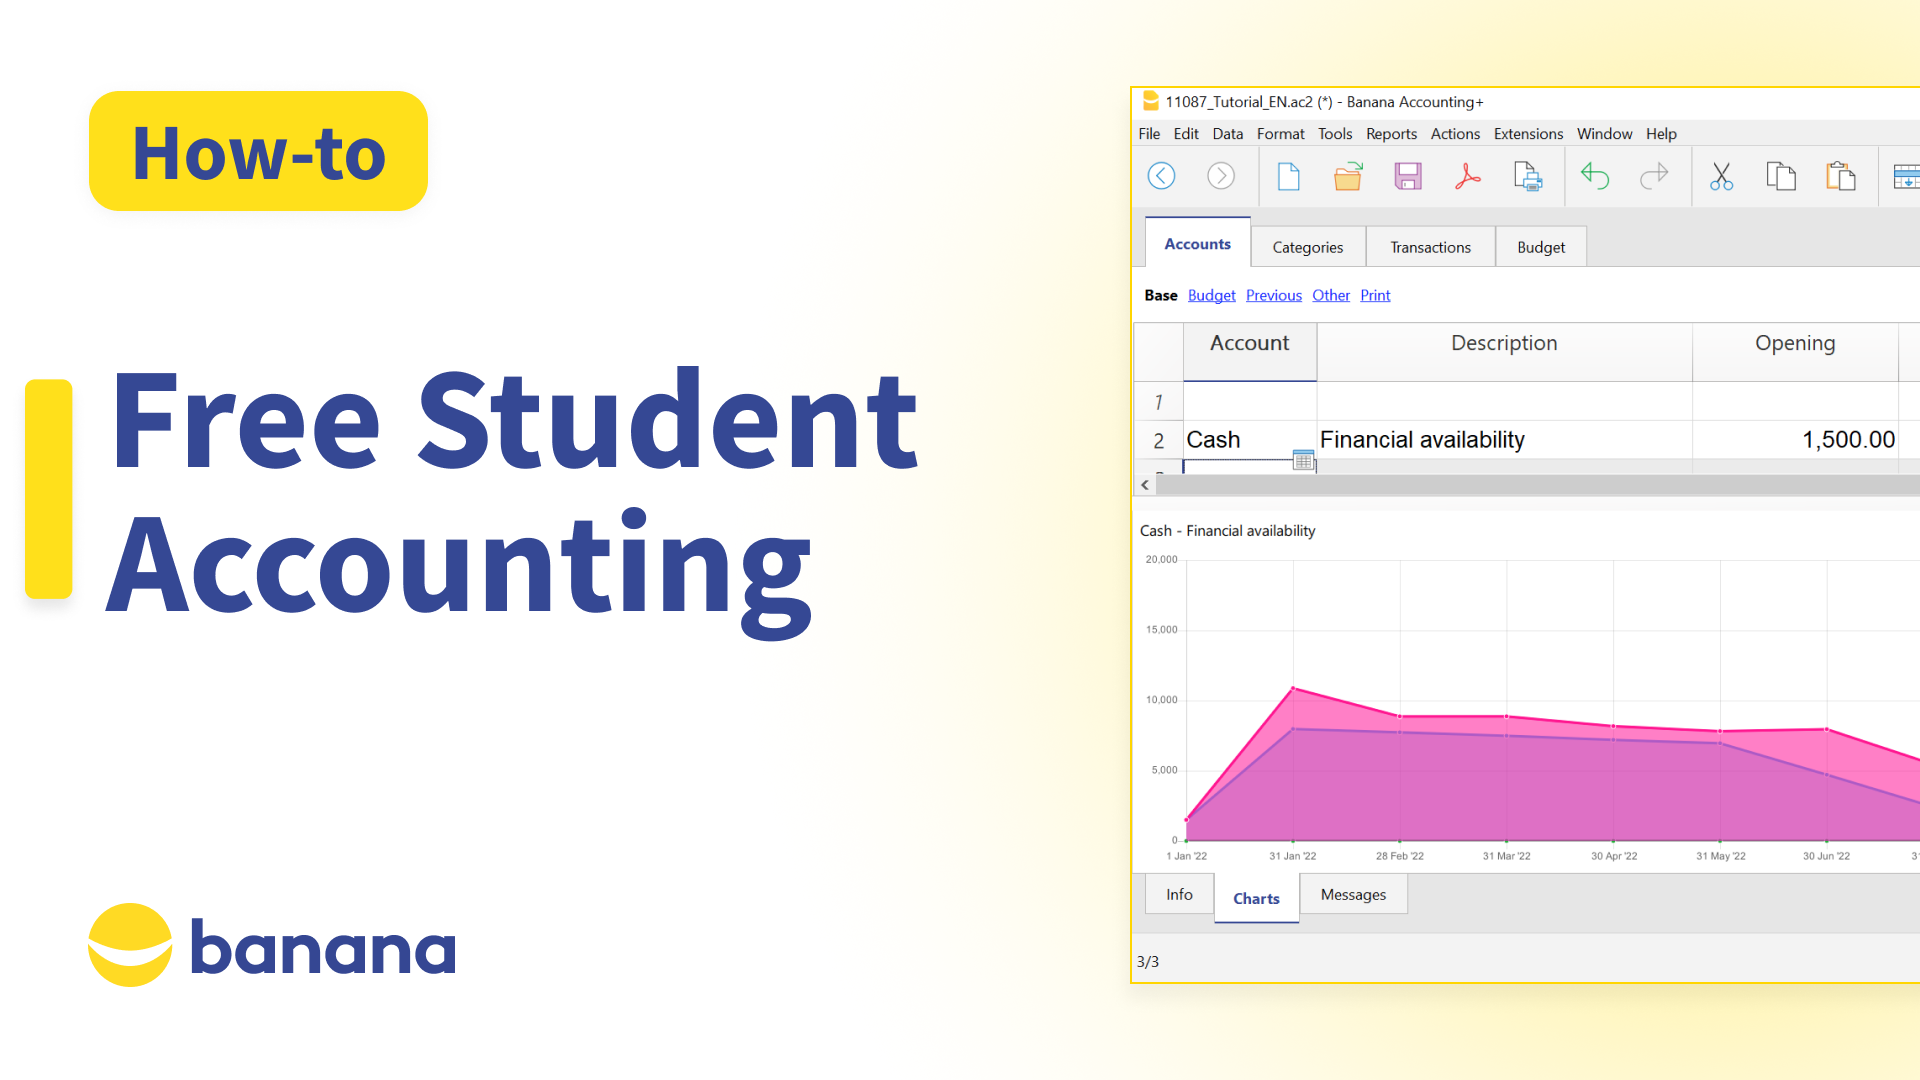 How-to
Free Student
Accounting
banana
11087_Tutorial_EN.ac2 (*) - Banana Accounting+
File Edit Data Format Tools Reports Actions Extensions Window Help
Accounts Categories Transactions Budget
Base Budget Previous Other Print
Account Description Opening
1
2 Cash Financial availability 1,500.00
Cash - Financial availability
20,000
15,000
10,000
5,000
0
1 Jan '22 31 Jan '22 28 Feb '22 31 Mar '22 30 Apr '22 31 May '22 30 Jun '22
Info Charts Messages
3/3